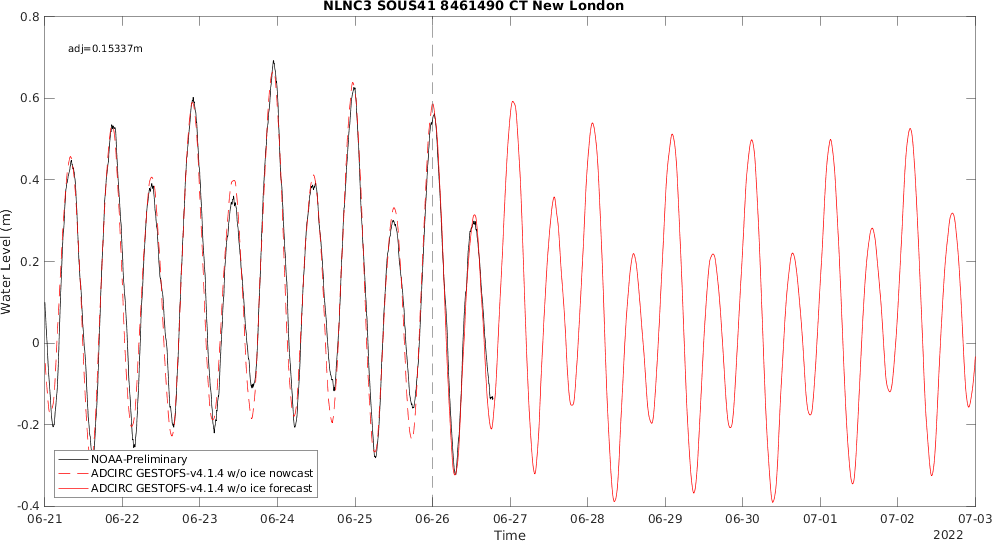 NLNC3 SOUS41 8461490 CT New London
adj=0.15337m
0.8
0.6
0.4
0.2
0
-0.2
-0.4
Water Level (m)
NOAA-Preliminary
ADCIRC GESTOFS-v4.1.4 w/o ice nowcast
ADCIRC GESTOFS-v4.1.4 w/o ice forecast
06-21 06-22 06-23 06-24 06-25 06-26 06-27 06-28 06-29 06-30 07-01 07-02 07-03
Time
2022